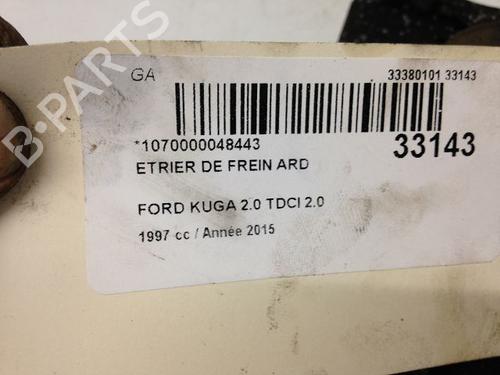 GA
33380101 33143
*1070000048443
33143
ETRIER DE FREIN ARD
FORD KUGA 2.0 TDCI 2.0
1997 cc / Année 2015
B-PARTS